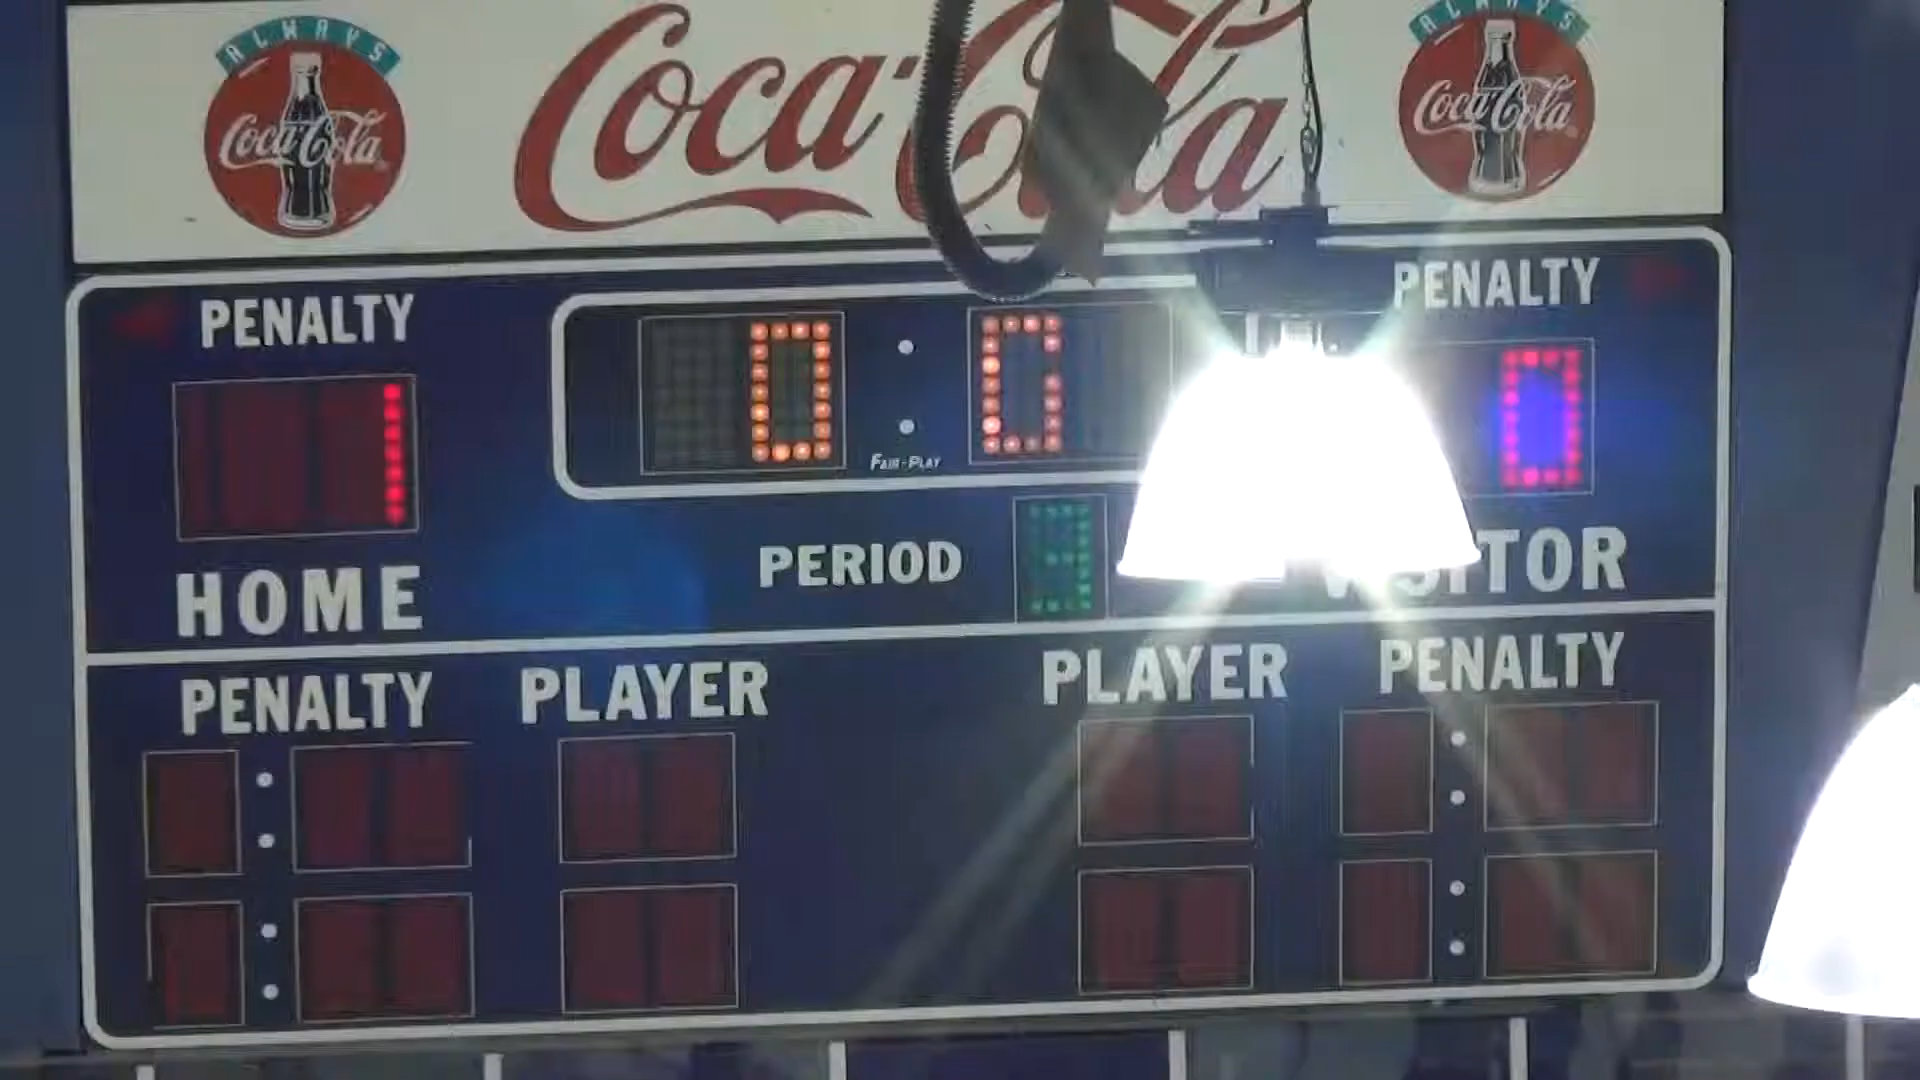 ALWAYS
Coca-Cola
Coca-Cola
ALWAYS
Coca-Cola
PENALTY
PENALTY
1
0 : 0
0
FAIR-PLAY
HOME
PERIOD
VISITOR
PENALTY PLAYER
PLAYER PENALTY